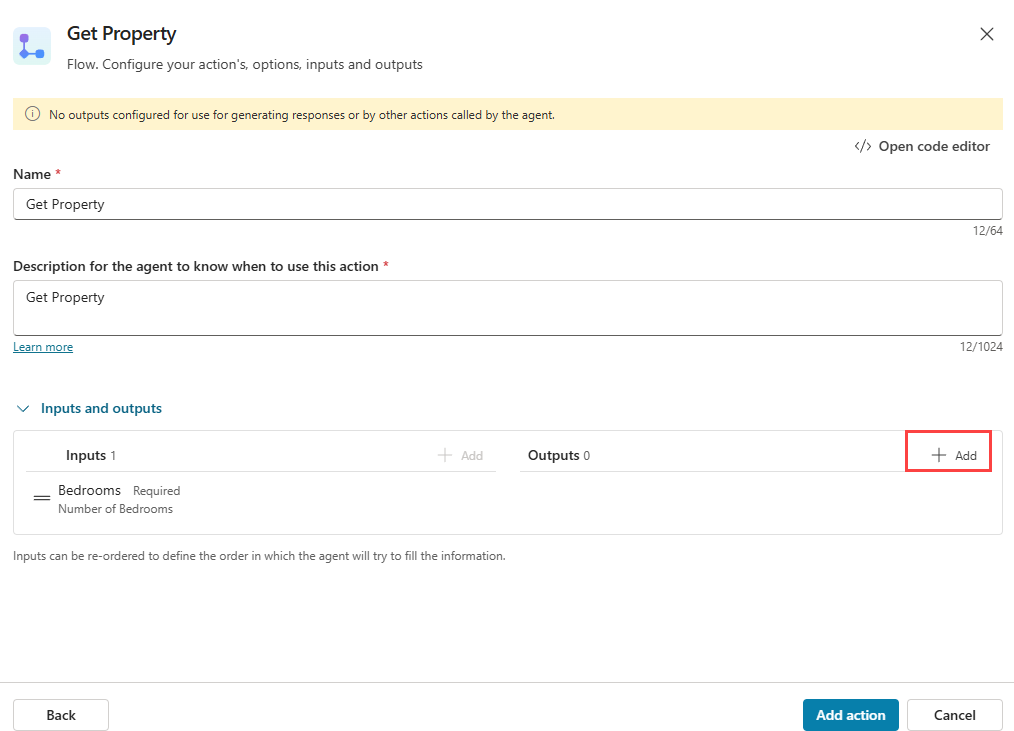 Get Property
Flow. Configure your action's, options, inputs and outputs
No outputs configured for use for generating responses or by other actions called by the agent.
</> Open code editor
Name *
Get Property
12/64
Description for the agent to know when to use this action *
Get Property
Learn more
12/1024
Inputs and outputs
Inputs 1
Add
Outputs 0
Add
Bedrooms Required
Number of Bedrooms
Inputs can be re-ordered to define the order in which the agent will try to fill the information.
Back
Add action
Cancel